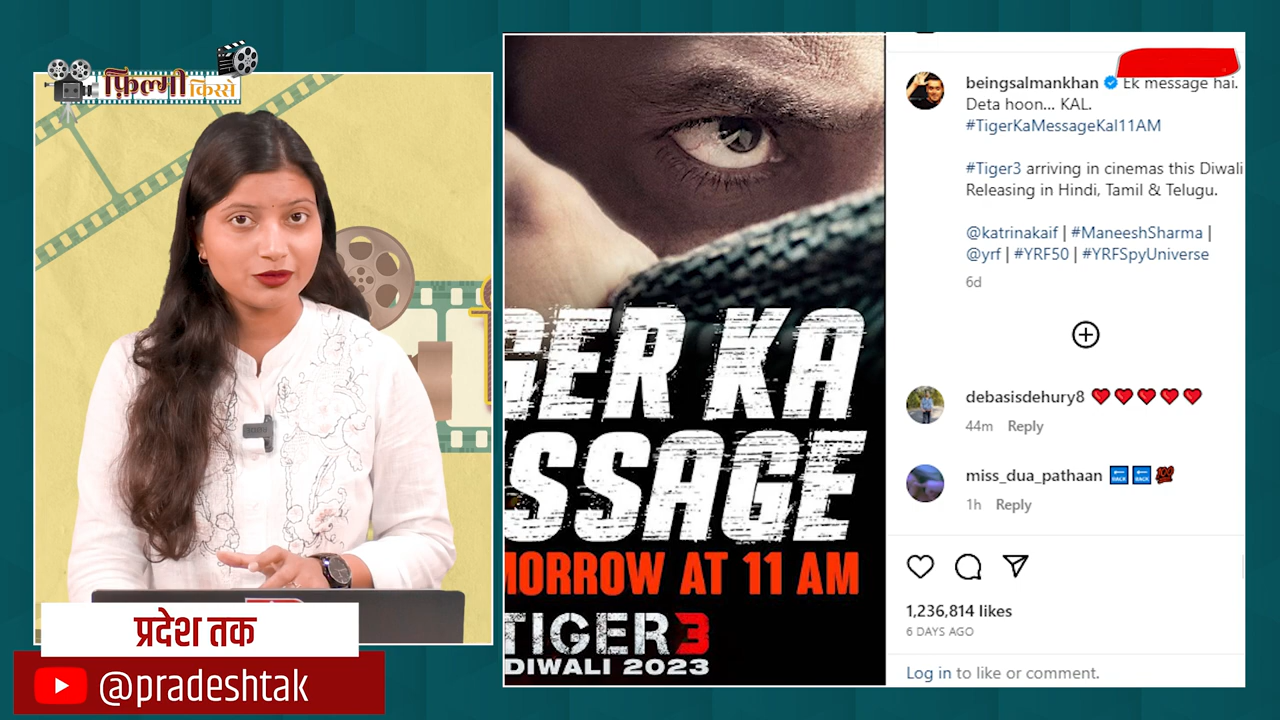 फ़िल्मी किस्से
प्रदेश तक
@pradeshtak
GER KA
SSAGE
MORROW AT 11 AM
TIGER 3
DIWALI 2023
beingsalmankhan Ek message hai.
Deta hoon... KAL.
#TigerKaMessageKal11AM
#Tiger3 arriving in cinemas this Diwali
Releasing in Hindi, Tamil & Telugu.
@katrinakaif | #ManeeshSharma |
@yrf | #YRF50 | #YRFSpyUniverse
6d
debasisdehury8 ❤️❤️❤️❤️❤️
44m Reply
miss_dua_pathaan 🔙🔙💯
1h Reply
1,236,814 likes
6 DAYS AGO
Log in to like or comment.